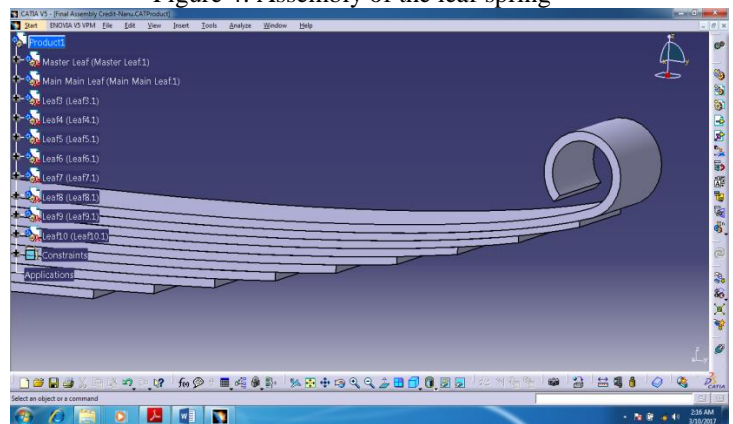 Figure 4. Assembly of the leaf spring
CATIA V5 - [Final Assembly Credit-Nanu.CATProduct]
Start ENOVIA V5 VPM File Edit View Insert Tools Analyze Window Help
Product1
Master Leaf (Master Leaf.1)
Main Main Leaf (Main Main Leaf.1)
Leaf3 (Leaf3.1)
Leaf4 (Leaf4.1)
Leaf5 (Leaf5.1)
Leaf6 (Leaf6.1)
Leaf7 (Leaf7.1)
Leaf8 (Leaf8.1)
Leaf9 (Leaf9.1)
Leaf10 (Leaf10.1)
Constraints
Applications
Select an object or a command
2:36 AM
3/10/2017